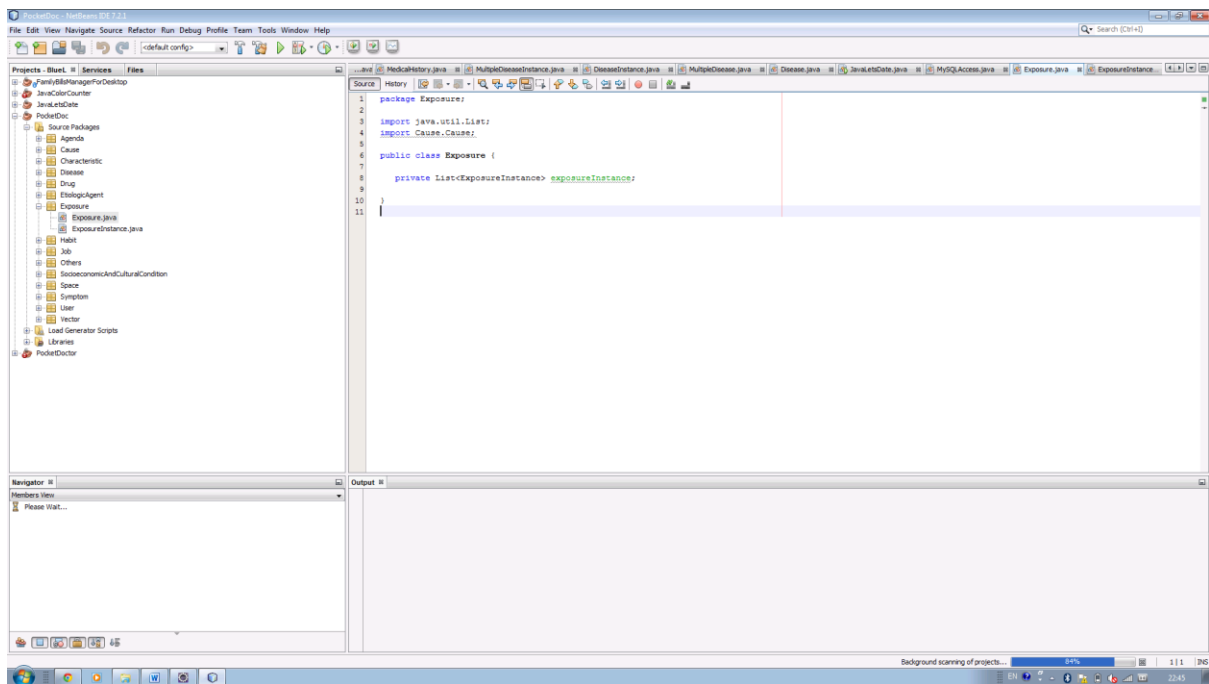 PocketDoc - NetBeans IDE 7.2.1
File Edit View Navigate Source Refactor Run Debug Profile Team Tools Window Help
Search (Ctrl+I)
<default config>
Projects - BlueL Services Files
...ava MedicalHistory.java MultipleDiseaseInstance.java DiseaseInstance.java MultipleDisease.java Disease.java JavaLetsDate.java MySQLAccess.java Exposure.java ExposureInstance...
FamilyBillsManagerForDesktop
JavaColorCounter
JavaLetsDate
PocketDoc
Source Packages
Agenda
Cause
Characteristic
Disease
Drug
EtiologicAgent
Exposure
Exposure.java
ExposureInstance.java
Habit
Job
Others
SocioeconomicAndCulturalCondition
Space
Symptom
User
Vector
Load Generator Scripts
Libraries
PocketDoctor
Source History
1 package Exposure;
2
3 import java.util.List;
4 import Cause.Cause;
5
6 public class Exposure {
7
8 private List<ExposureInstance> exposureInstance;
9
10 }
11
Navigator
Members View
Please Wait...
Output
Background scanning of projects... 84% 1|1 INS
EN 22:45